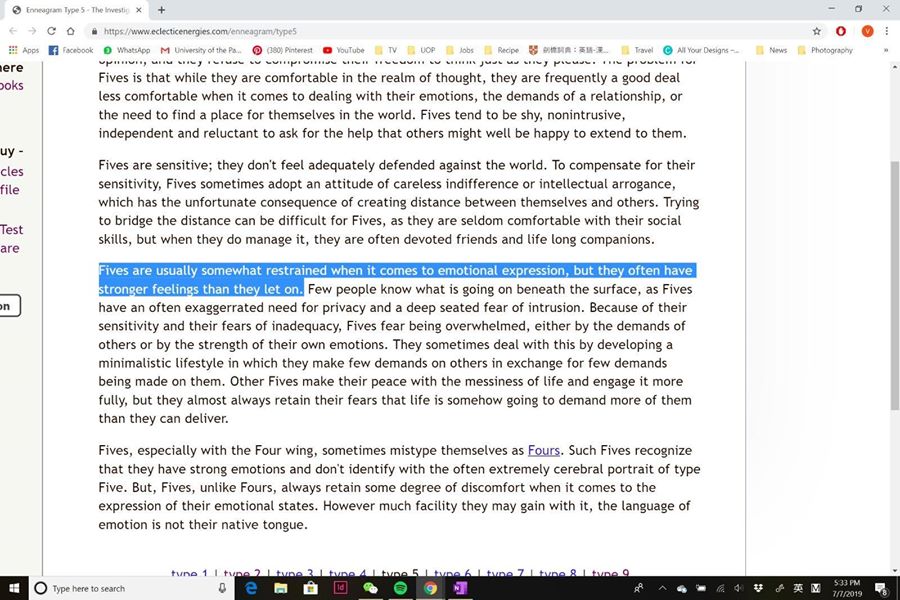 Enneagram Type 5 - The Investig
https://www.eclecticenergies.com/enneagram/type5
Apps Facebook WhatsApp University of the Pa... (380) Pinterest YouTube TV UOP Jobs Recipe 劍橋詞典：英語-漢... Travel All Your Designs -... News Photography
here
ooks
uy -
cles
file
Test
are
on
opinion, and they refuse to compromise their freedom to think just as they please. The problem for
Fives is that while they are comfortable in the realm of thought, they are frequently a good deal
less comfortable when it comes to dealing with their emotions, the demands of a relationship, or
the need to find a place for themselves in the world. Fives tend to be shy, nonintrusive,
independent and reluctant to ask for the help that others might well be happy to extend to them.
Fives are sensitive; they don't feel adequately defended against the world. To compensate for their
sensitivity, Fives sometimes adopt an attitude of careless indifference or intellectual arrogance,
which has the unfortunate consequence of creating distance between themselves and others. Trying
to bridge the distance can be difficult for Fives, as they are seldom comfortable with their social
skills, but when they do manage it, they are often devoted friends and life long companions.
Fives are usually somewhat restrained when it comes to emotional expression, but they often have
stronger feelings than they let on. Few people know what is going on beneath the surface, as Fives
have an often exaggerrated need for privacy and a deep seated fear of intrusion. Because of their
sensitivity and their fears of inadequacy, Fives fear being overwhelmed, either by the demands of
others or by the strength of their own emotions. They sometimes deal with this by developing a
minimalistic lifestyle in which they make few demands on others in exchange for few demands
being made on them. Other Fives make their peace with the messiness of life and engage it more
fully, but they almost always retain their fears that life is somehow going to demand more of them
than they can deliver.
Fives, especially with the Four wing, sometimes mistype themselves as Fours. Such Fives recognize
that they have strong emotions and don't identify with the often extremely cerebral portrait of type
Five. But, Fives, unlike Fours, always retain some degree of discomfort when it comes to the
expression of their emotional states. However much facility they may gain with it, the language of
emotion is not their native tongue.
type 1 | type 2 | type 3 | type 4 | type 5 | type 6 | type 7 | type 8 | type 9
Type here to search
英
5:33 PM
7/7/2019